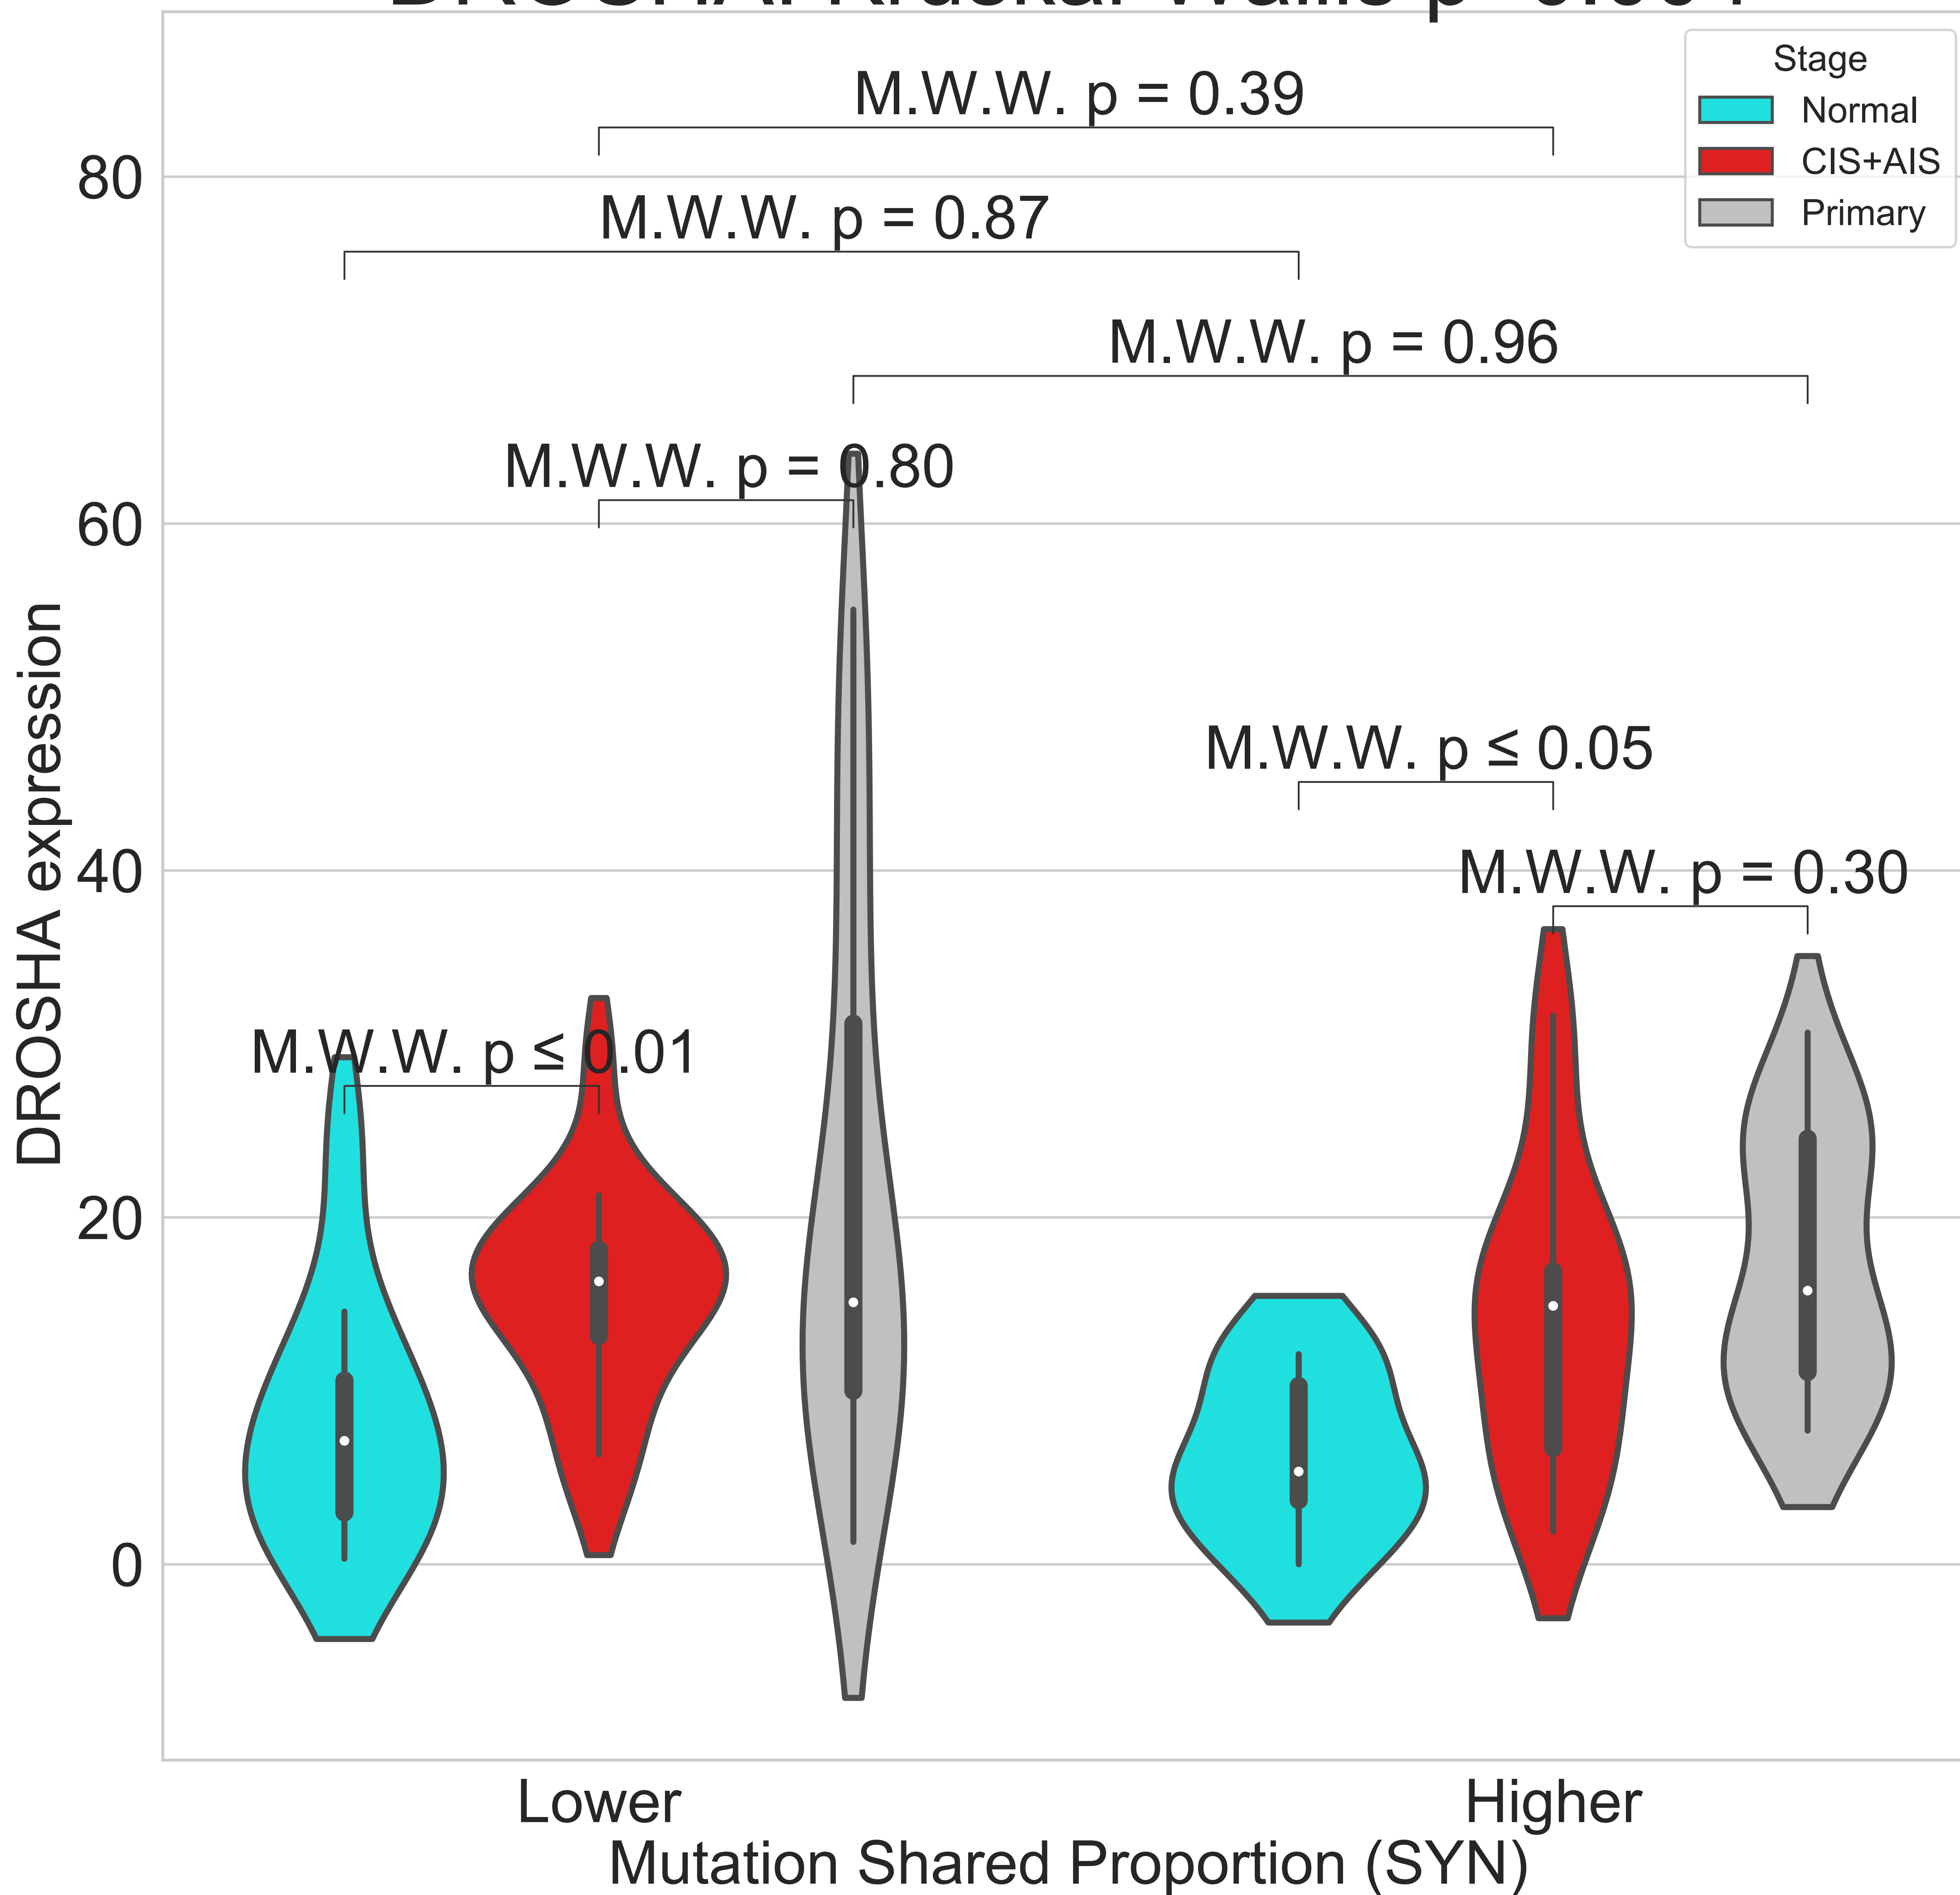 Stage
Normal
CIS+AIS
Primary
M.W.W. p = 0.39
80
M.W.W. p = 0.87
M.W.W. p = 0.96
M.W.W. p = 0.80
60
M.W.W. p ≤ 0.05
M.W.W. p = 0.30
40
DROSHA expression
M.W.W. p ≤ 0.01
20
0
Lower
Higher
Mutation Shared Proportion (SYN)